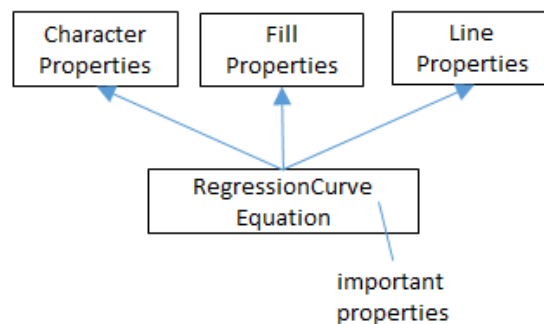 Character
Properties
Fill
Properties
Line
Properties
RegressionCurve
Equation
important
properties